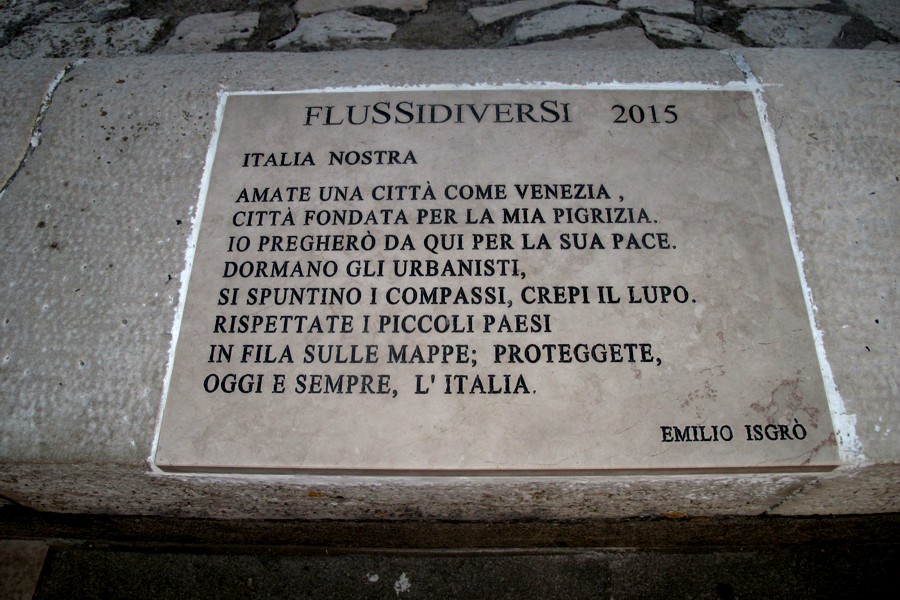 FLUSSIDIVERSI 2015
ITALIA NOSTRA
AMATE UNA CITTÀ COME VENEZIA ,
CITTÀ FONDATA PER LA MIA PIGRIZIA.
IO PREGHERÒ DA QUI PER LA SUA PACE.
DORMANO GLI URBANISTI,
SI SPUNTINO I COMPASSI, CREPI IL LUPO.
RISPETTATE I PICCOLI PAESI
IN FILA SULLE MAPPE; PROTEGGETE,
OGGI E SEMPRE, L' ITALIA.
EMILIO ISGRÒ